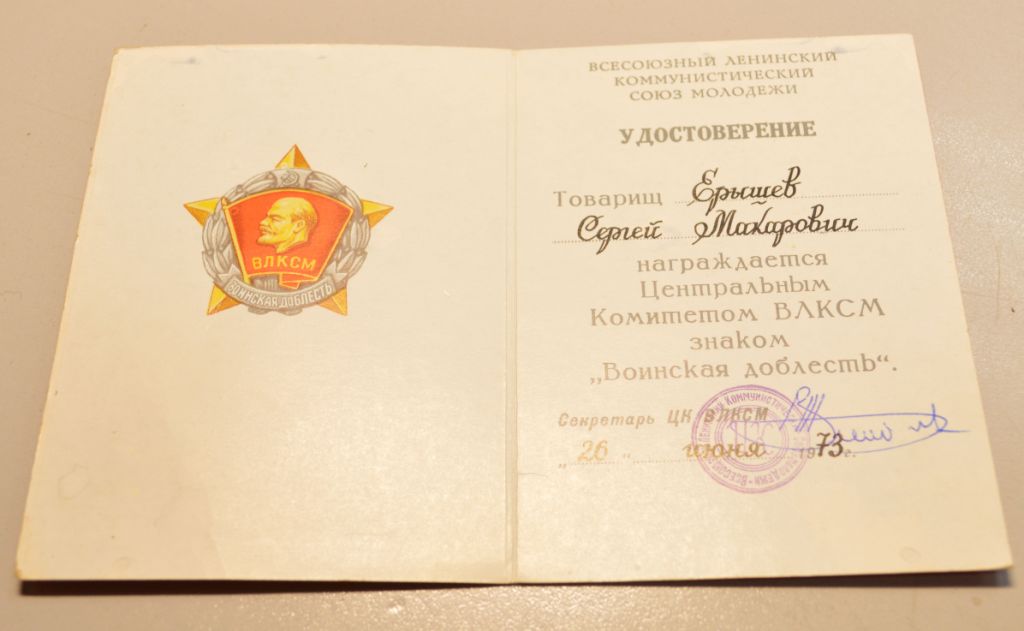 ВЛКСМ
ВОИНСКАЯ ДОБЛЕСТЬ
ВСЕСОЮЗНЫЙ ЛЕНИНСКИЙ
КОММУНИСТИЧЕСКИЙ
СОЮЗ МОЛОДЕЖИ
УДОСТОВЕРЕНИЕ
Товарищ Ерышев
Сергей Макарович
награждается
Центральным
Комитетом ВЛКСМ
знаком
„Воинская доблесть“.
Секретарь ЦК ВЛКСМ
„26„ июня 1973 г.